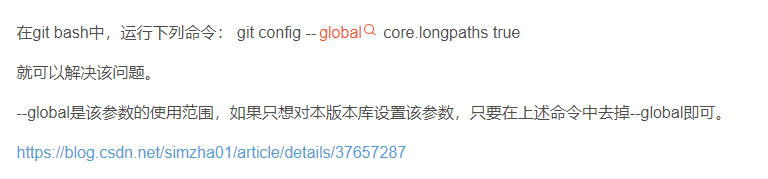 在git bash中，运行下列命令： git config --global core.longpaths true
就可以解决该问题。
--global是该参数的使用范围，如果只想对本版本库设置该参数，只要在上述命令中去掉--global即可。
https://blog.csdn.net/simzha01/article/details/37657287